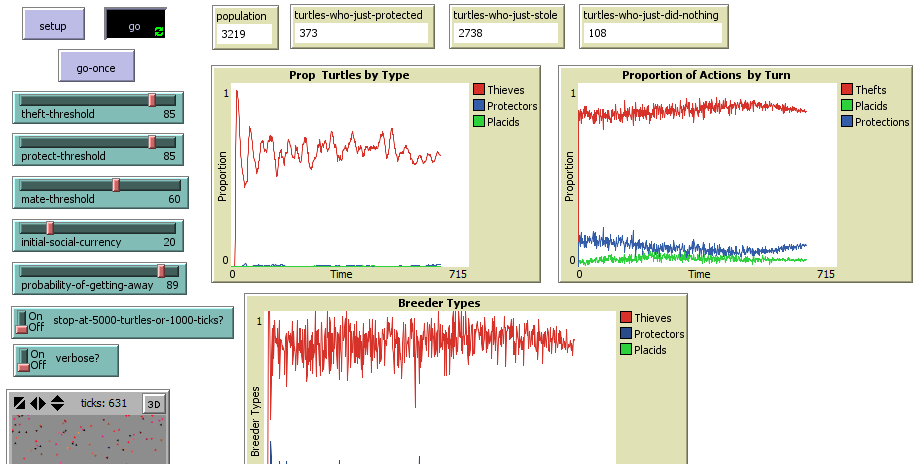 setup
go
go-once
population
3219
turtles-who-just-protected
373
turtles-who-just-stole
2738
turtles-who-just-did-nothing
108
theft-threshold 85
protect-threshold 85
mate-threshold 60
initial-social-currency 20
probability-of-getting-away 89
On
Off
stop-at-5000-turtles-or-1000-ticks?
On
Off
verbose?
ticks: 631
3D
Prop Turtles by Type
1
Proportion
0
0 Time 715
Thieves
Protectors
Placids
Proportion of Actions by Turn
1
Proportion
0
0 Time 715
Thefts
Placids
Protections
Breeder Types
1
Breeder Types
Thieves
Protectors
Placids